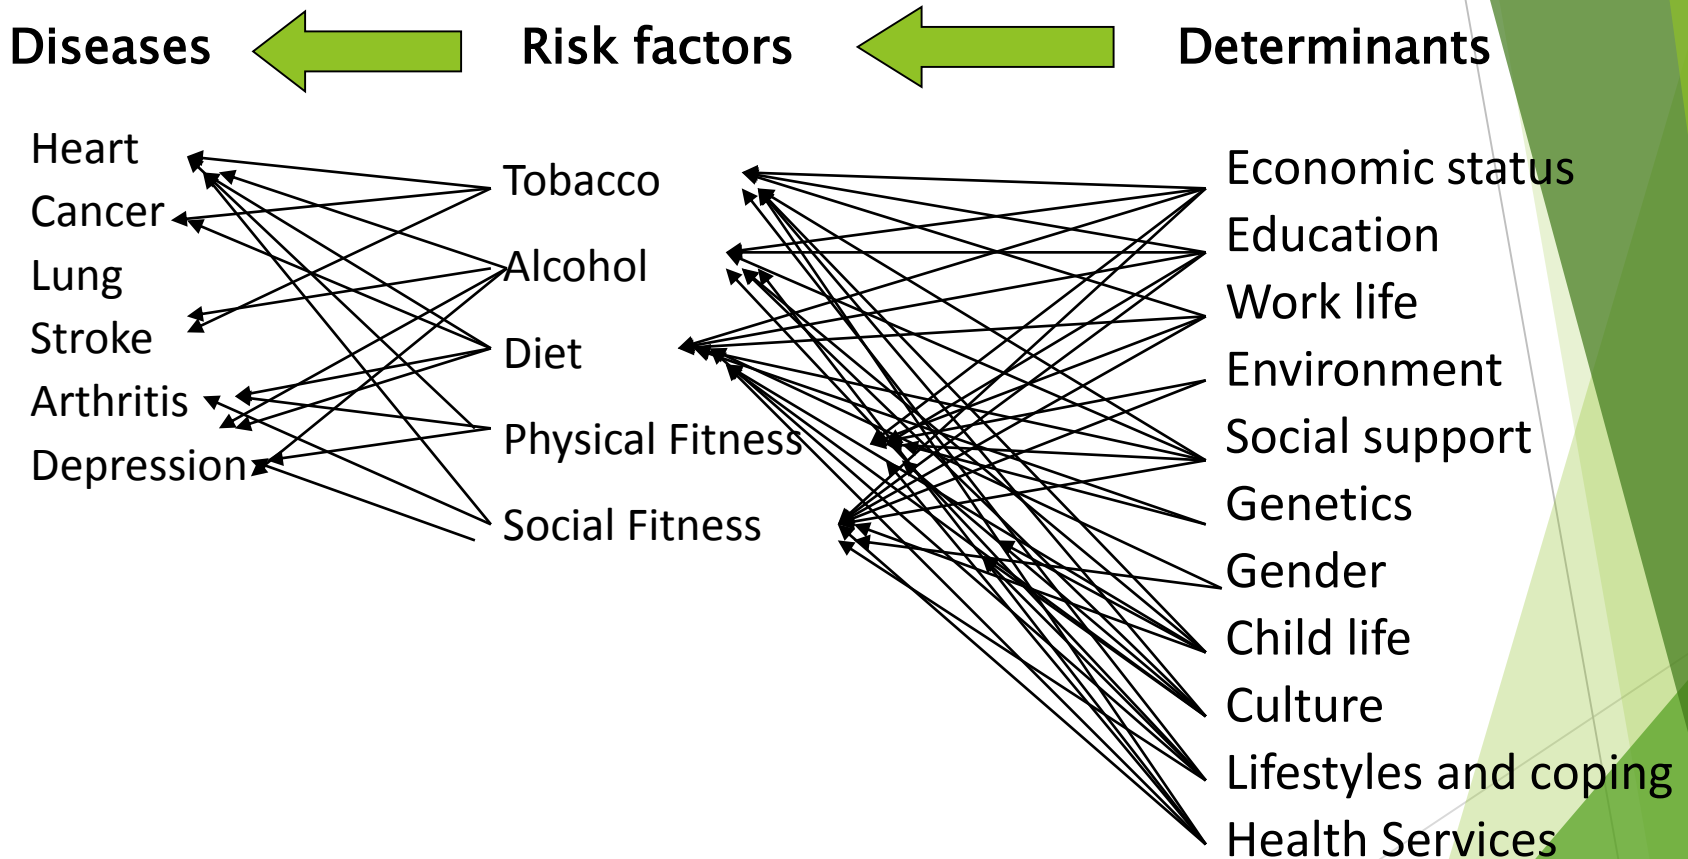 Diseases
Risk factors
Determinants
Heart
Cancer
Lung
Stroke
Arthritis
Depression
Tobacco
Alcohol
Diet
Physical Fitness
Social Fitness
Economic status
Education
Work life
Environment
Social support
Genetics
Gender
Child life
Culture
Lifestyles and coping
Health Services